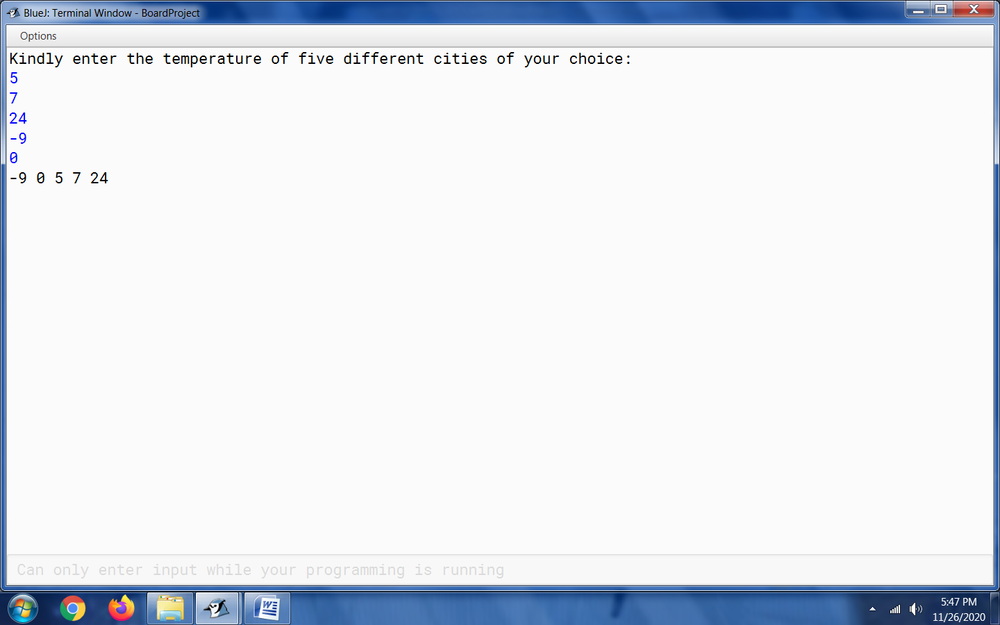 BlueJ: Terminal Window - BoardProject
Options
Kindly enter the temperature of five different cities of your choice:
5
7
24
-9
0
-9 0 5 7 24
Can only enter input while your programming is running
5:47 PM
11/26/2020